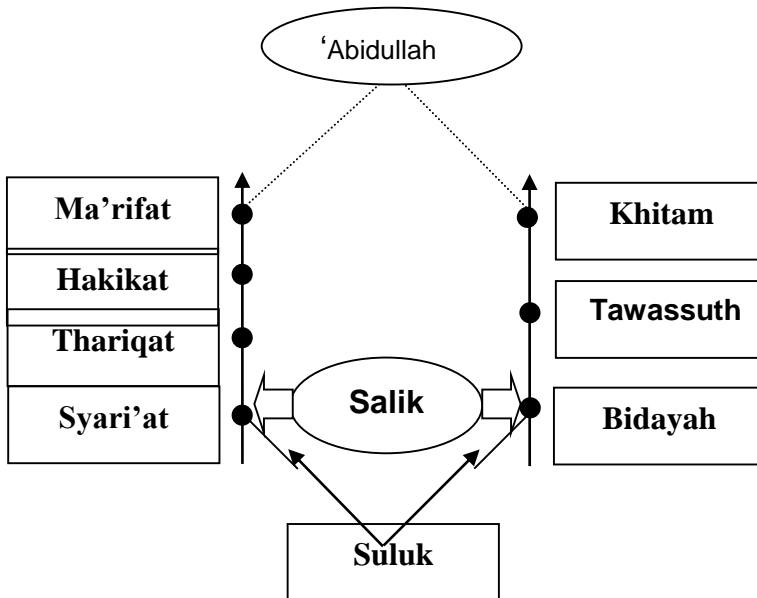 ‘Abidullah
Ma’rifat
Khitam
Hakikat
Tawassuth
Thariqat
Salik
Syari’at
Bidayah
Suluk